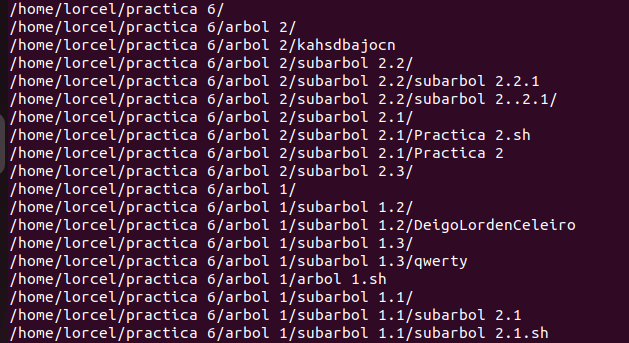 /home/lorcel/practica 6/
/home/lorcel/practica 6/arbol 2/
/home/lorcel/practica 6/arbol 2/kahsdbajocn
/home/lorcel/practica 6/arbol 2/subarbol 2.2/
/home/lorcel/practica 6/arbol 2/subarbol 2.2/subarbol 2.2.1
/home/lorcel/practica 6/arbol 2/subarbol 2.2/subarbol 2..2.1/
/home/lorcel/practica 6/arbol 2/subarbol 2.1/
/home/lorcel/practica 6/arbol 2/subarbol 2.1/Practica 2.sh
/home/lorcel/practica 6/arbol 2/subarbol 2.1/Practica 2
/home/lorcel/practica 6/arbol 2/subarbol 2.3/
/home/lorcel/practica 6/arbol 1/
/home/lorcel/practica 6/arbol 1/subarbol 1.2/
/home/lorcel/practica 6/arbol 1/subarbol 1.2/DeigoLordenCeleiro
/home/lorcel/practica 6/arbol 1/subarbol 1.3/
/home/lorcel/practica 6/arbol 1/subarbol 1.3/qwerty
/home/lorcel/practica 6/arbol 1/arbol 1.sh
/home/lorcel/practica 6/arbol 1/subarbol 1.1/
/home/lorcel/practica 6/arbol 1/subarbol 1.1/subarbol 2.1
/home/lorcel/practica 6/arbol 1/subarbol 1.1/subarbol 2.1.sh